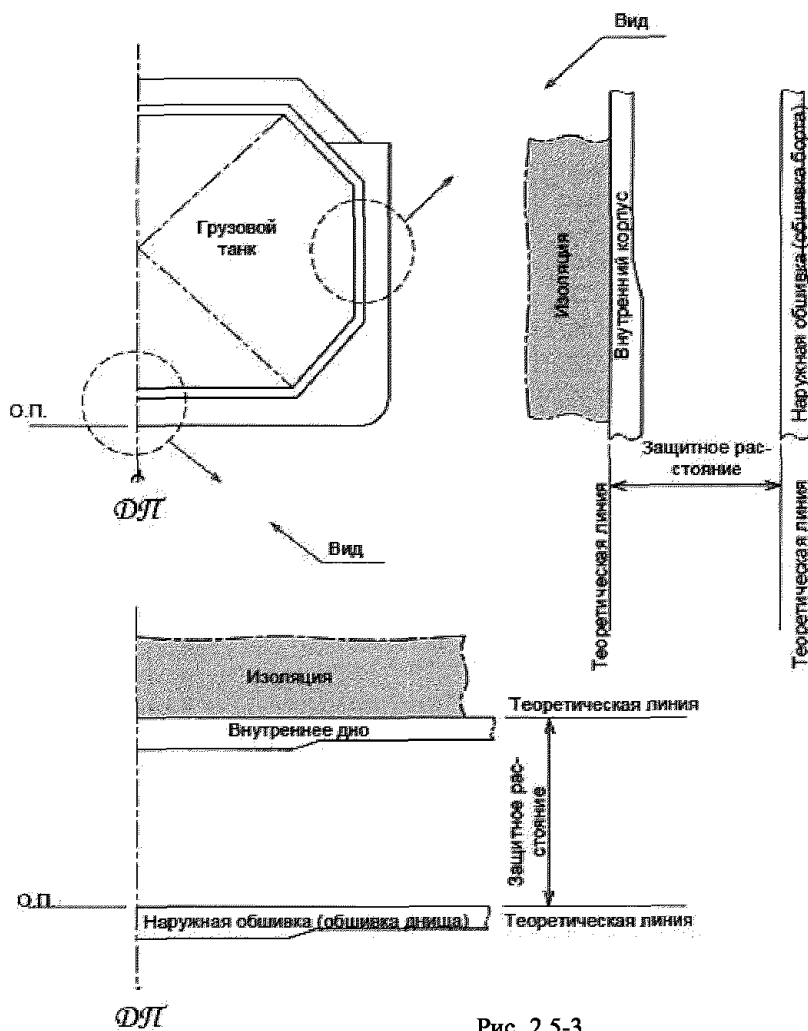 Вид
Грузовой
танк
О.П.
ДП
Изоляция
Внутренний корпус
Наружная обшивка (обшивка борта)
Защитное рас-
стояние
Теоретическая линия
Теоретическая линия
Вид
Изоляция
Внутреннее дно
Теоретическая линия
Защитное рас-
стояние
О.П.
Наружная обшивка (обшивка днища)
Теоретическая линия
ДП
Рис. 2.5-3